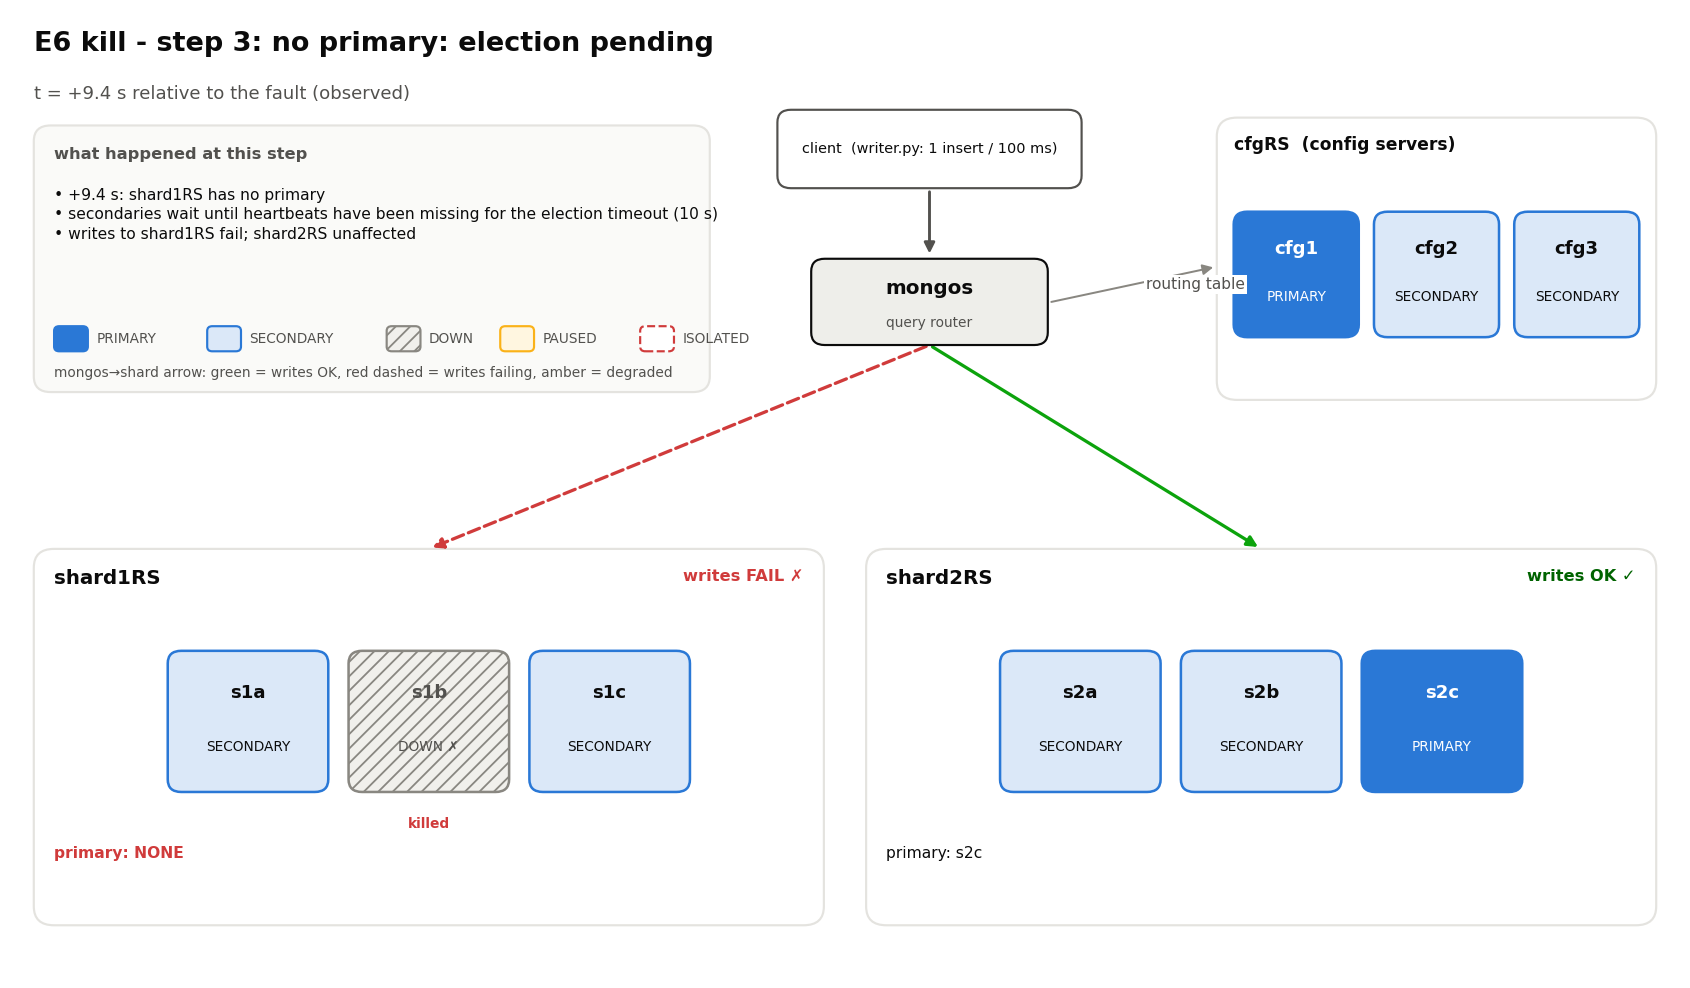 E6 kill - step 3: no primary: election pending
t = +9.4 s relative to the fault (observed)
what happened at this step
• +9.4 s: shard1RS has no primary
• secondaries wait until heartbeats have been missing for the election timeout (10 s)
• writes to shard1RS fail; shard2RS unaffected
PRIMARY SECONDARY DOWN PAUSED ISOLATED
mongos→shard arrow: green = writes OK, red dashed = writes failing, amber = degraded
client (writer.py: 1 insert / 100 ms)
mongos
query router
routing table
cfgRS (config servers)
cfg1 cfg2 cfg3
PRIMARY SECONDARY SECONDARY
shard1RS writes FAIL ✗
s1a s1b s1c
SECONDARY DOWN ✗ SECONDARY
killed
primary: NONE
shard2RS writes OK ✓
s2a s2b s2c
SECONDARY SECONDARY PRIMARY
primary: s2c